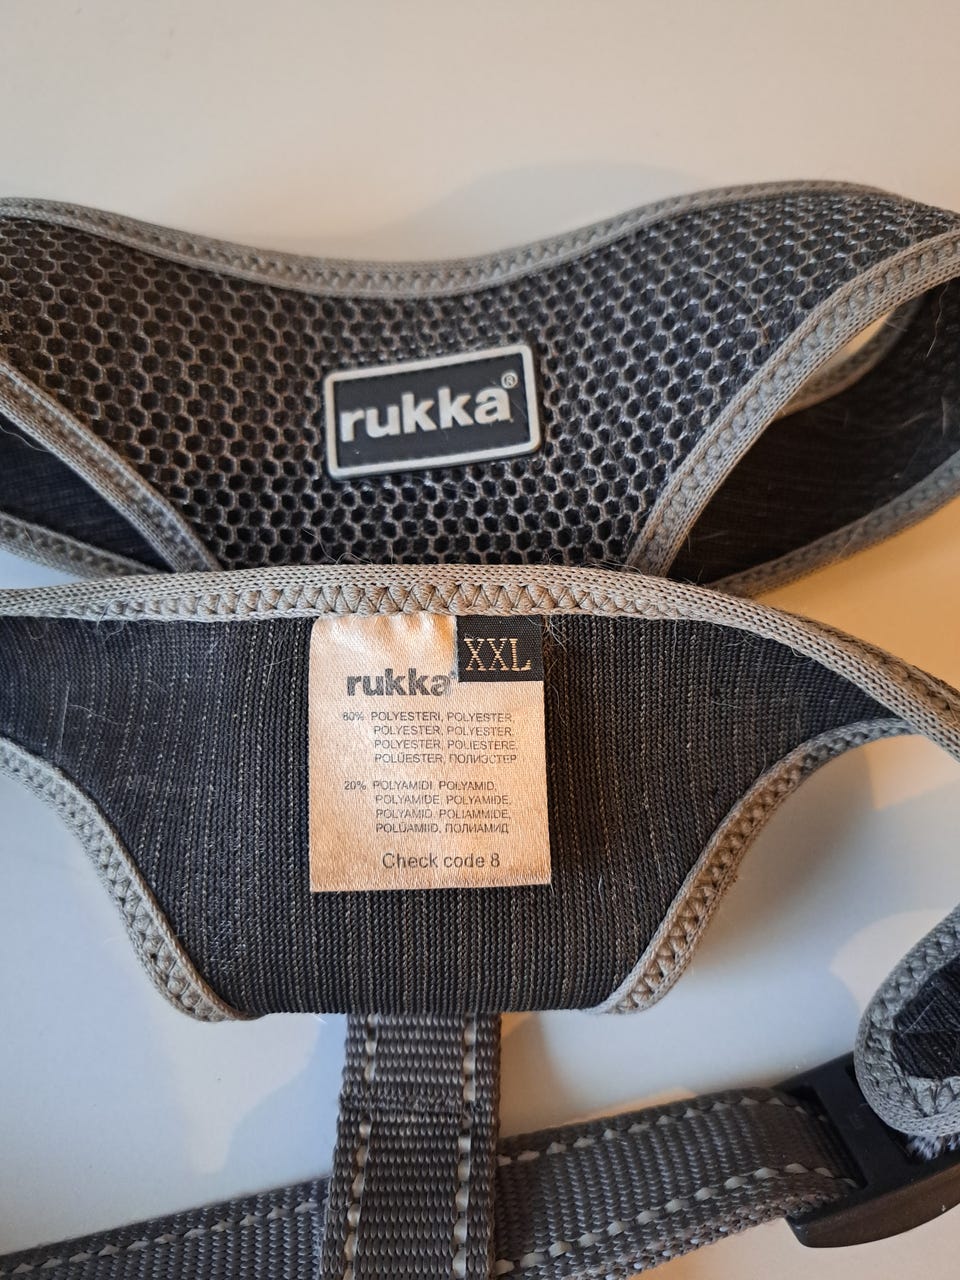 rukka®
XXL
rukka®
80% POLYESTERI, POLYESTER,
POLYESTER, POLYESTER,
POLYESTER, POLIESTERE,
POLÜESTER, ПОЛИЭСТЕР
20% POLYAMIDI, POLYAMID,
POLYAMIDE, POLYAMIDE,
POLYAMID, POLIAMMIDE,
POLÜAMIID, ПОЛИАМИД
Check code 8